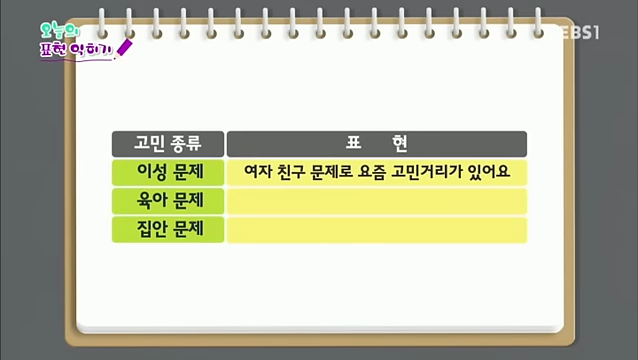 오늘의
표현 익히기
EBS1
고민 종류 표 현
이성 문제 여자 친구 문제로 요즘 고민거리가 있어요
육아 문제
집안 문제